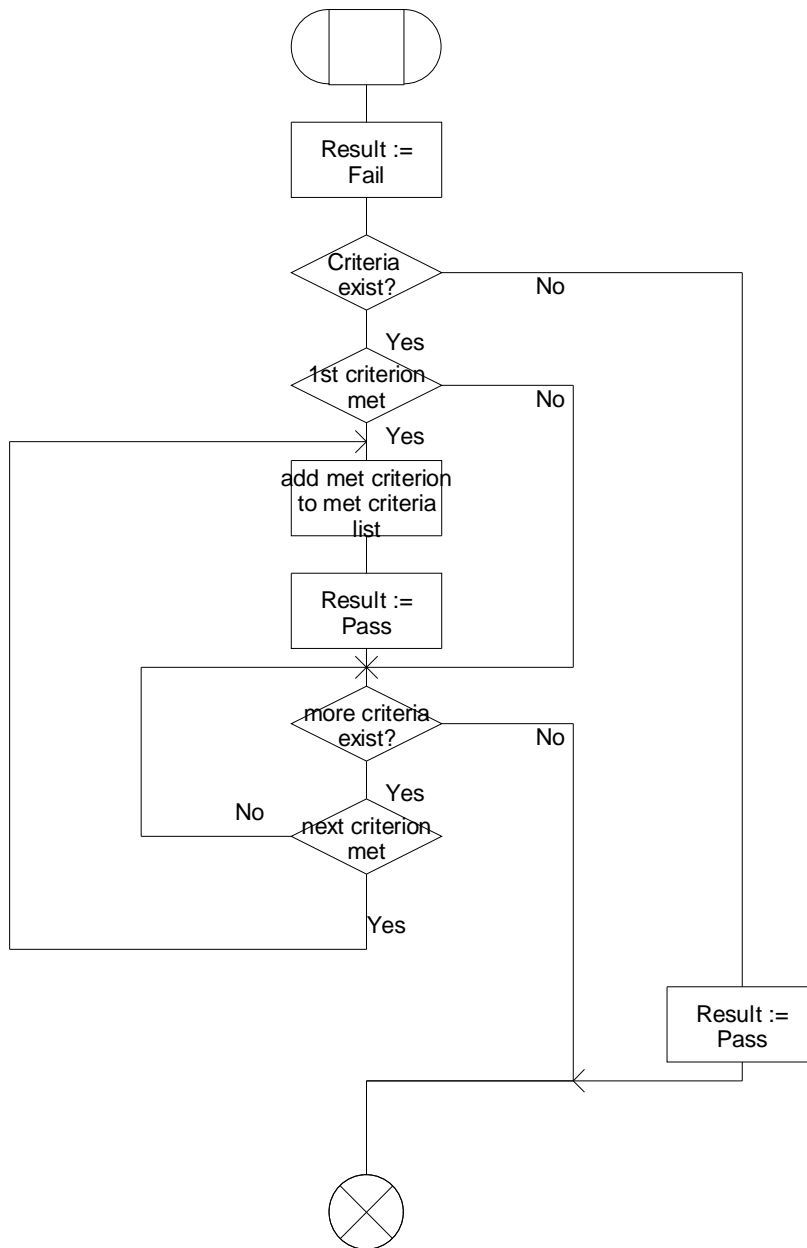 Result :=
Fail
Criteria
exist?
No
Yes
1st criterion
met
No
Yes
add met criterion
to met criteria
list
Result :=
Pass
more criteria
exist?
No
Yes
No
next criterion
met
Yes
Result :=
Pass